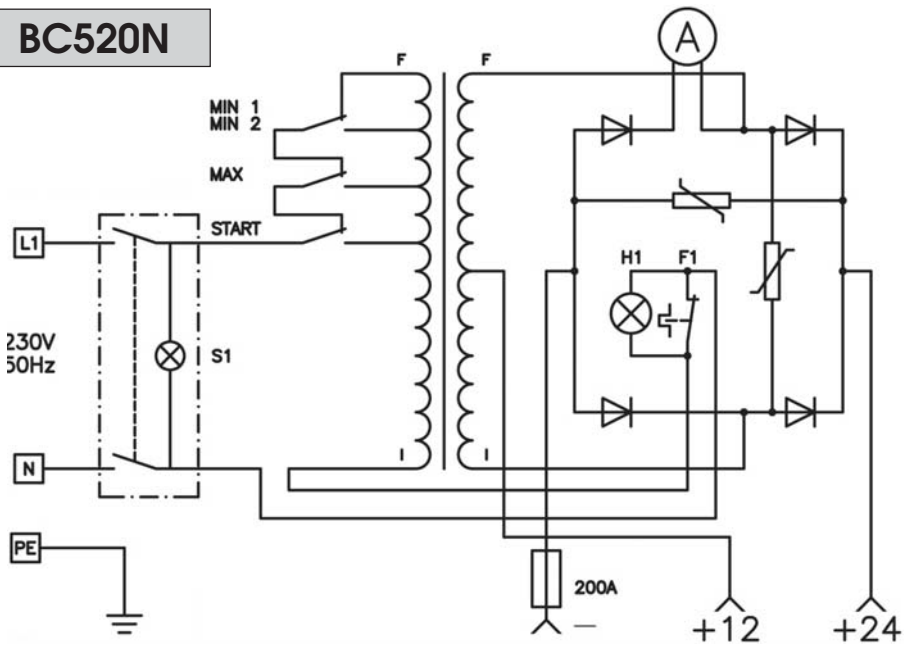 BC520N
A
F F
MIN 1
MIN 2
MAX
START
L1
H1 F1
230V
50Hz
S1
I I
N
PE
200A
–
+12 +24